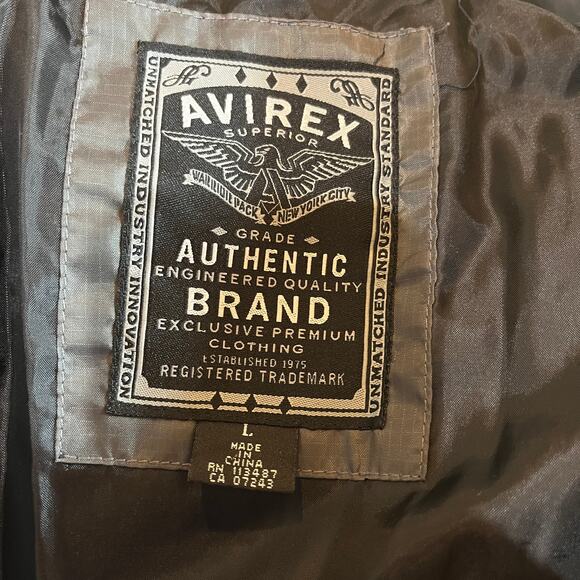 AVIREX
SUPERIOR
NEW YORK CITY
GRADE
AUTHENTIC
ENGINEERED QUALITY
BRAND
EXCLUSIVE PREMIUM
CLOTHING
ESTABLISHED 1975
REGISTERED TRADEMARK
UNMATCHED INDUSTRY INNOVATION
UNMATCHED INDUSTRY STANDARD
L
MADE
IN
CHINA
RN 113487
CA 07243